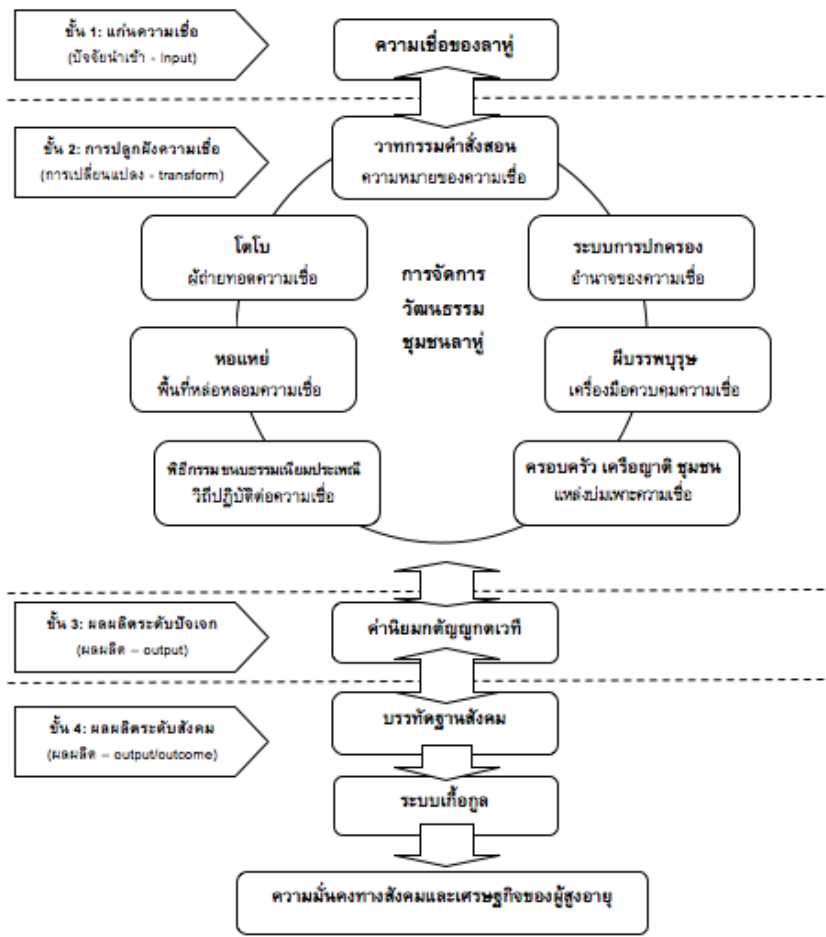 ขั้น 1: แก่นความเชื่อ
(ปัจจัยนำเข้า - Input)
ความเชื่อของลาหู่
ขั้น 2: การปลูกฝังความเชื่อ
(การเปลี่ยนแปลง - transform)
วาทกรรมคำสั่งสอน
ความหมายของความเชื่อ
โตโบ
ผู้ถ่ายทอดความเชื่อ
ระบบการปกครอง
อำนาจของความเชื่อ
การจัดการ
วัฒนธรรม
ชุมชนลาหู่
หอแหย่
พื้นที่หล่อหลอมความเชื่อ
ผีบรรพบุรุษ
เครื่องมือควบคุมความเชื่อ
พิธีกรรมขนบธรรมเนียมประเพณี
วิถีปฏิบัติต่อความเชื่อ
ครอบครัว เครือญาติ ชุมชน
แหล่งบ่มเพาะความเชื่อ
ขั้น 3: ผลผลิตระดับปัจเจก
(ผลผลิต – output)
ค่านิยมกตัญญูกตเวที
ขั้น 4: ผลผลิตระดับสังคม
(ผลผลิต – output/outcome)
บรรทัดฐานสังคม
ระบบเกื้อกูล
ความมั่นคงทางสังคมและเศรษฐกิจของผู้สูงอายุ